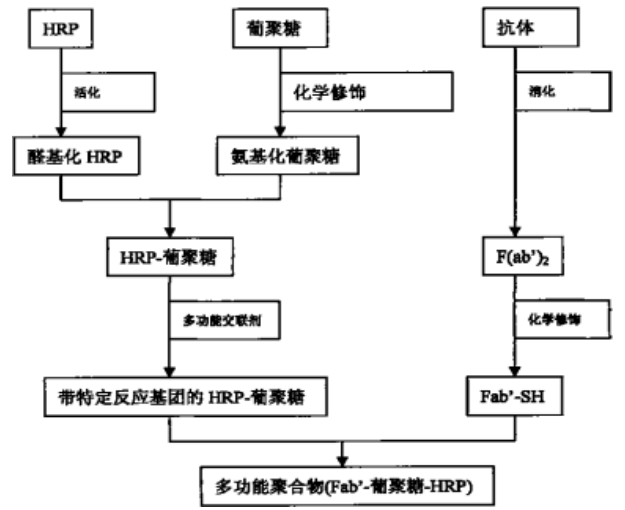 HRP
葡聚糖
抗体
活化
化学修饰
消化
醛基化 HRP
氨基化葡聚糖
HRP-葡聚糖
F(ab’)₂
多功能交联剂
化学修饰
带特定反应基团的 HRP-葡聚糖
Fab’-SH
多功能聚合物(Fab’-葡聚糖-HRP)